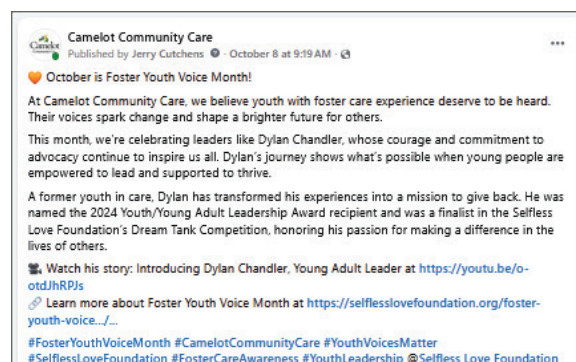 Camelot
Camelot Community Care
Published by Jerry Cutchens · October 8 at 9:19 AM ·
🧡 October is Foster Youth Voice Month!
At Camelot Community Care, we believe youth with foster care experience deserve to be heard.
Their voices spark change and shape a brighter future for others.
This month, we're celebrating leaders like Dylan Chandler, whose courage and commitment to
advocacy continue to inspire us all. Dylan's journey shows what's possible when young people are
empowered to lead and supported to thrive.
A former youth in care, Dylan has transformed his experiences into a mission to give back. He was
named the 2024 Youth/Young Adult Leadership Award recipient and was a finalist in the Selfless
Love Foundation's Dream Tank Competition, honoring his passion for making a difference in the
lives of others.
🎥 Watch his story: Introducing Dylan Chandler, Young Adult Leader at https://youtu.be/o-
otdJhRPJs
🔗 Learn more about Foster Youth Voice Month at https://selflesslovefoundation.org/foster-
youth-voice.../...
#FosterYouthVoiceMonth #CamelotCommunityCare #YouthVoicesMatter
#SelflessLoveFoundation #FosterCareAwareness #YouthLeadership @Selfless Love Foundation